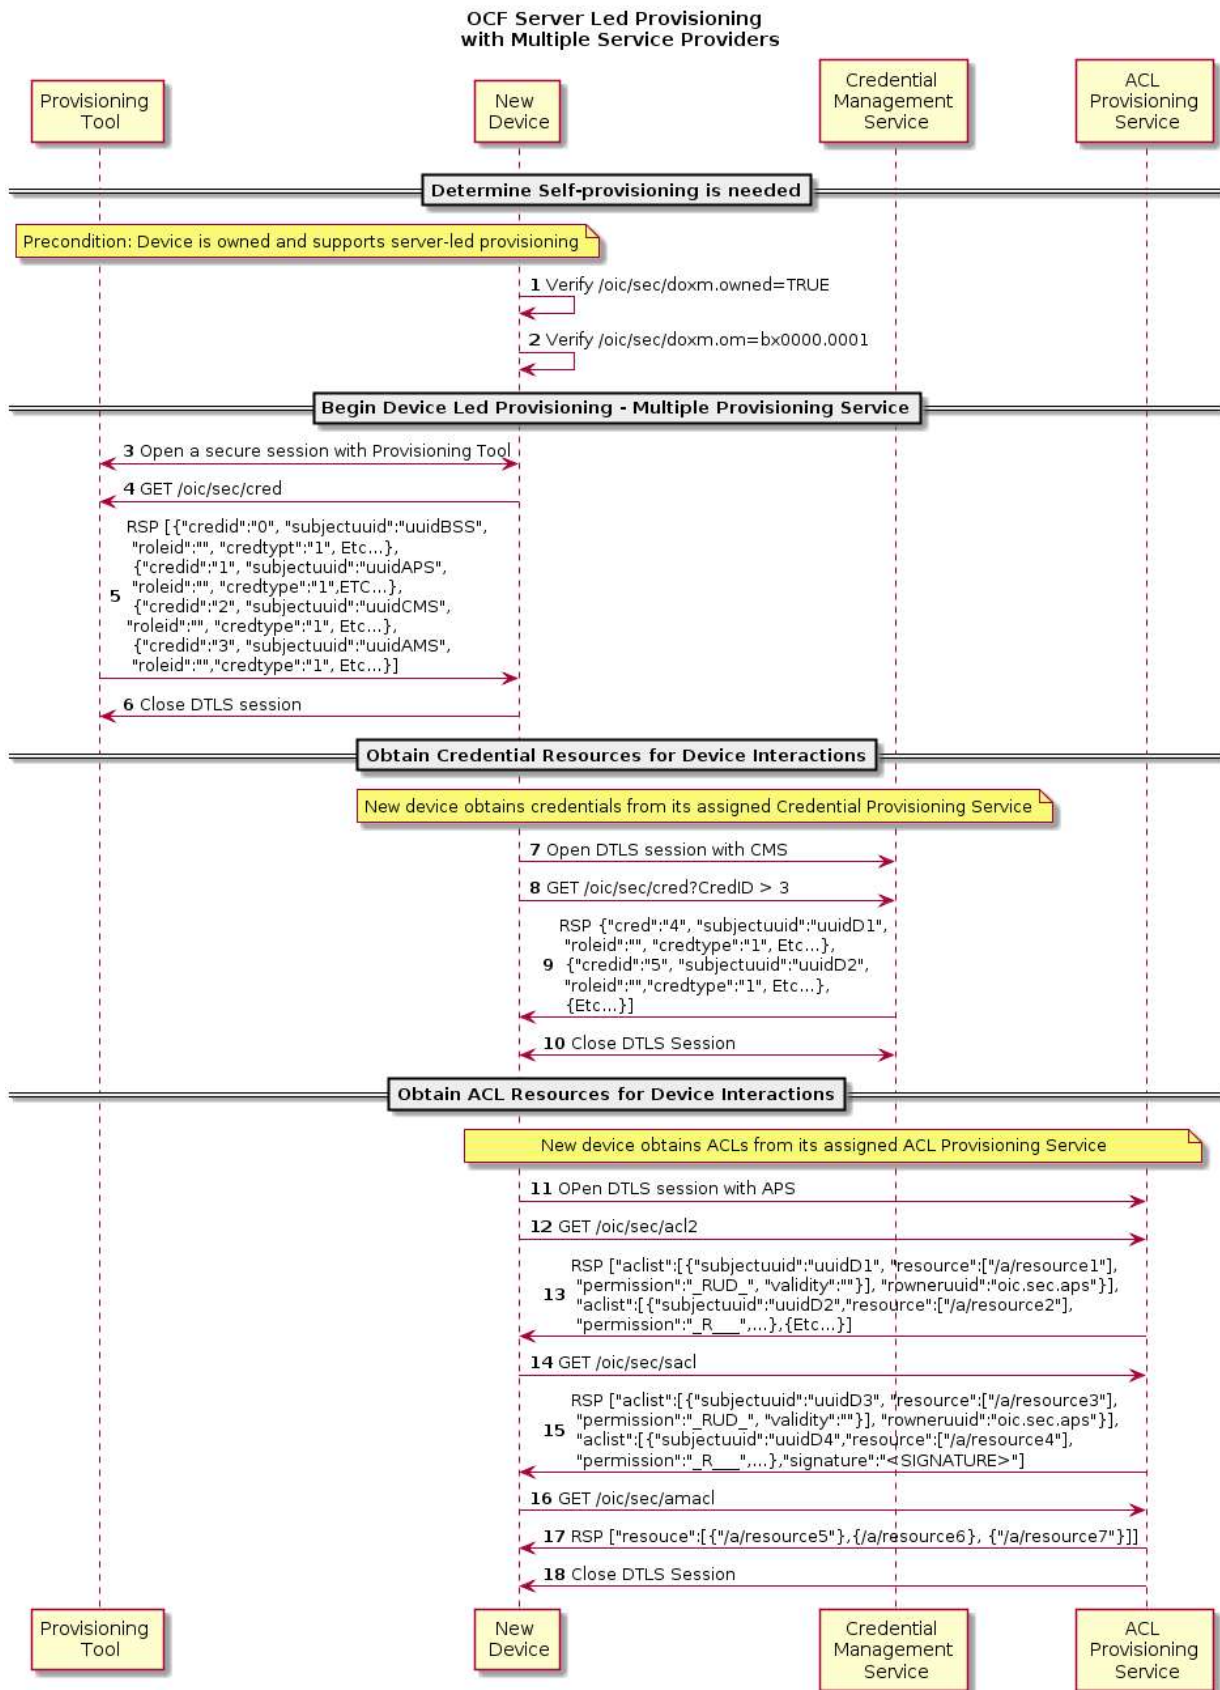 OCF Server Led Provisioning
with Multiple Service Providers
Provisioning
Tool
New
Device
Credential
Management
Service
ACL
Provisioning
Service
Determine Self-provisioning is needed
Precondition: Device is owned and supports server-led provisioning
1 Verify /oic/sec/doxm.owned=TRUE
2 Verify /oic/sec/doxm.om=bx0000.0001
Begin Device Led Provisioning - Multiple Provisioning Service
3 Open a secure session with Provisioning Tool
4 GET /oic/sec/cred
RSP [{"credid":"0", "subjectuuid":"uuidBSS",
"roleid":"", "credtypt":"1", Etc...},
{"credid":"1", "subjectuuid":"uuidAPS",
"roleid":"", "credtype":"1",ETC...},
5
{"credid":"2", "subjectuuid":"uuidCMS",
"roleid":"", "credtype":"1", Etc...},
{"credid":"3", "subjectuuid":"uuidAMS",
"roleid":"","credtype":"1", Etc...}]
6 Close DTLS session
Obtain Credential Resources for Device Interactions
New device obtains credentials from its assigned Credential Provisioning Service
7 Open DTLS session with CMS
8 GET /oic/sec/cred?CredID > 3
RSP {"cred":"4", "subjectuuid":"uuidD1",
"roleid":"", "credtype":"1", Etc...},
9 {"credid":"5", "subjectuuid":"uuidD2",
"roleid":"","credtype":"1", Etc...},
{Etc...}]
10 Close DTLS Session
Obtain ACL Resources for Device Interactions
New device obtains ACLs from its assigned ACL Provisioning Service
11 OPen DTLS session with APS
12 GET /oic/sec/acl2
RSP ["aclist":[{"subjectuuid":"uuidD1", "resource":["/a/resource1"],
"permission":"_RUD_", "validity":""}], "rowneruuid":"oic.sec.aps"}],
13
"aclist":[{"subjectuuid":"uuidD2","resource":["/a/resource2"],
"permission":"_R___",...},{Etc...}]
14 GET /oic/sec/sacl
RSP ["aclist":[{"subjectuuid":"uuidD3", "resource":["/a/resource3"],
"permission":"_RUD_", "validity":""}], "rowneruuid":"oic.sec.aps"}],
15
"aclist":[{"subjectuuid":"uuidD4","resource":["/a/resource4"],
"permission":"_R___",...},"signature":"<SIGNATURE>"]
16 GET /oic/sec/amacl
17 RSP ["resouce":[{"/a/resource5"},{/a/resource6}, {"/a/resource7"}]]
18 Close DTLS Session
Provisioning
Tool
New
Device
Credential
Management
Service
ACL
Provisioning
Service